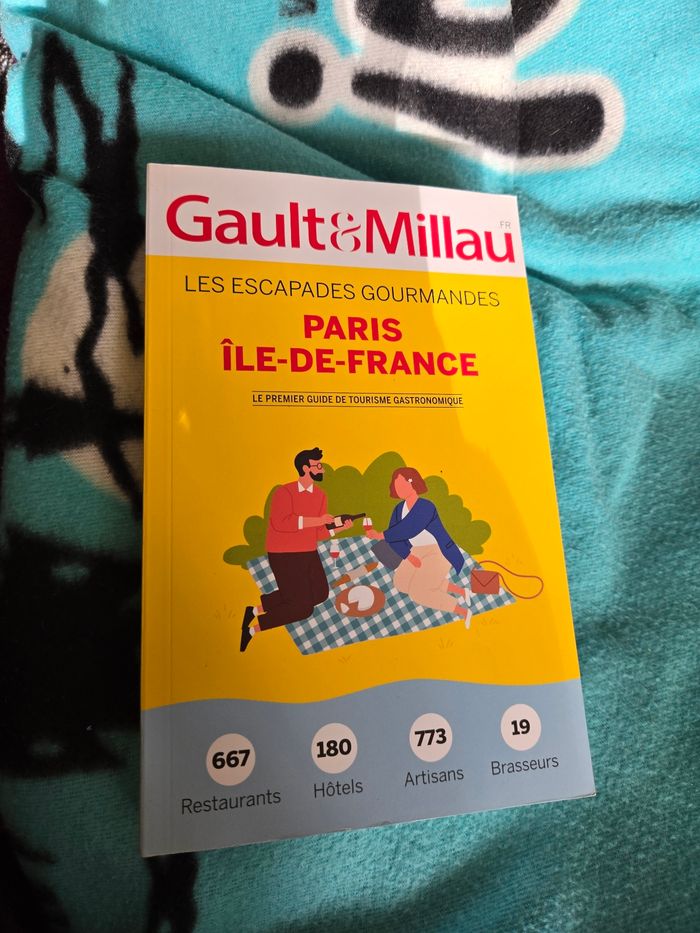 Gault&Millau
.FR
LES ESCAPADES GOURMANDES
PARIS
ÎLE-DE-FRANCE
LE PREMIER GUIDE DE TOURISME GASTRONOMIQUE
667
Restaurants
180
Hôtels
773
Artisans
19
Brasseurs